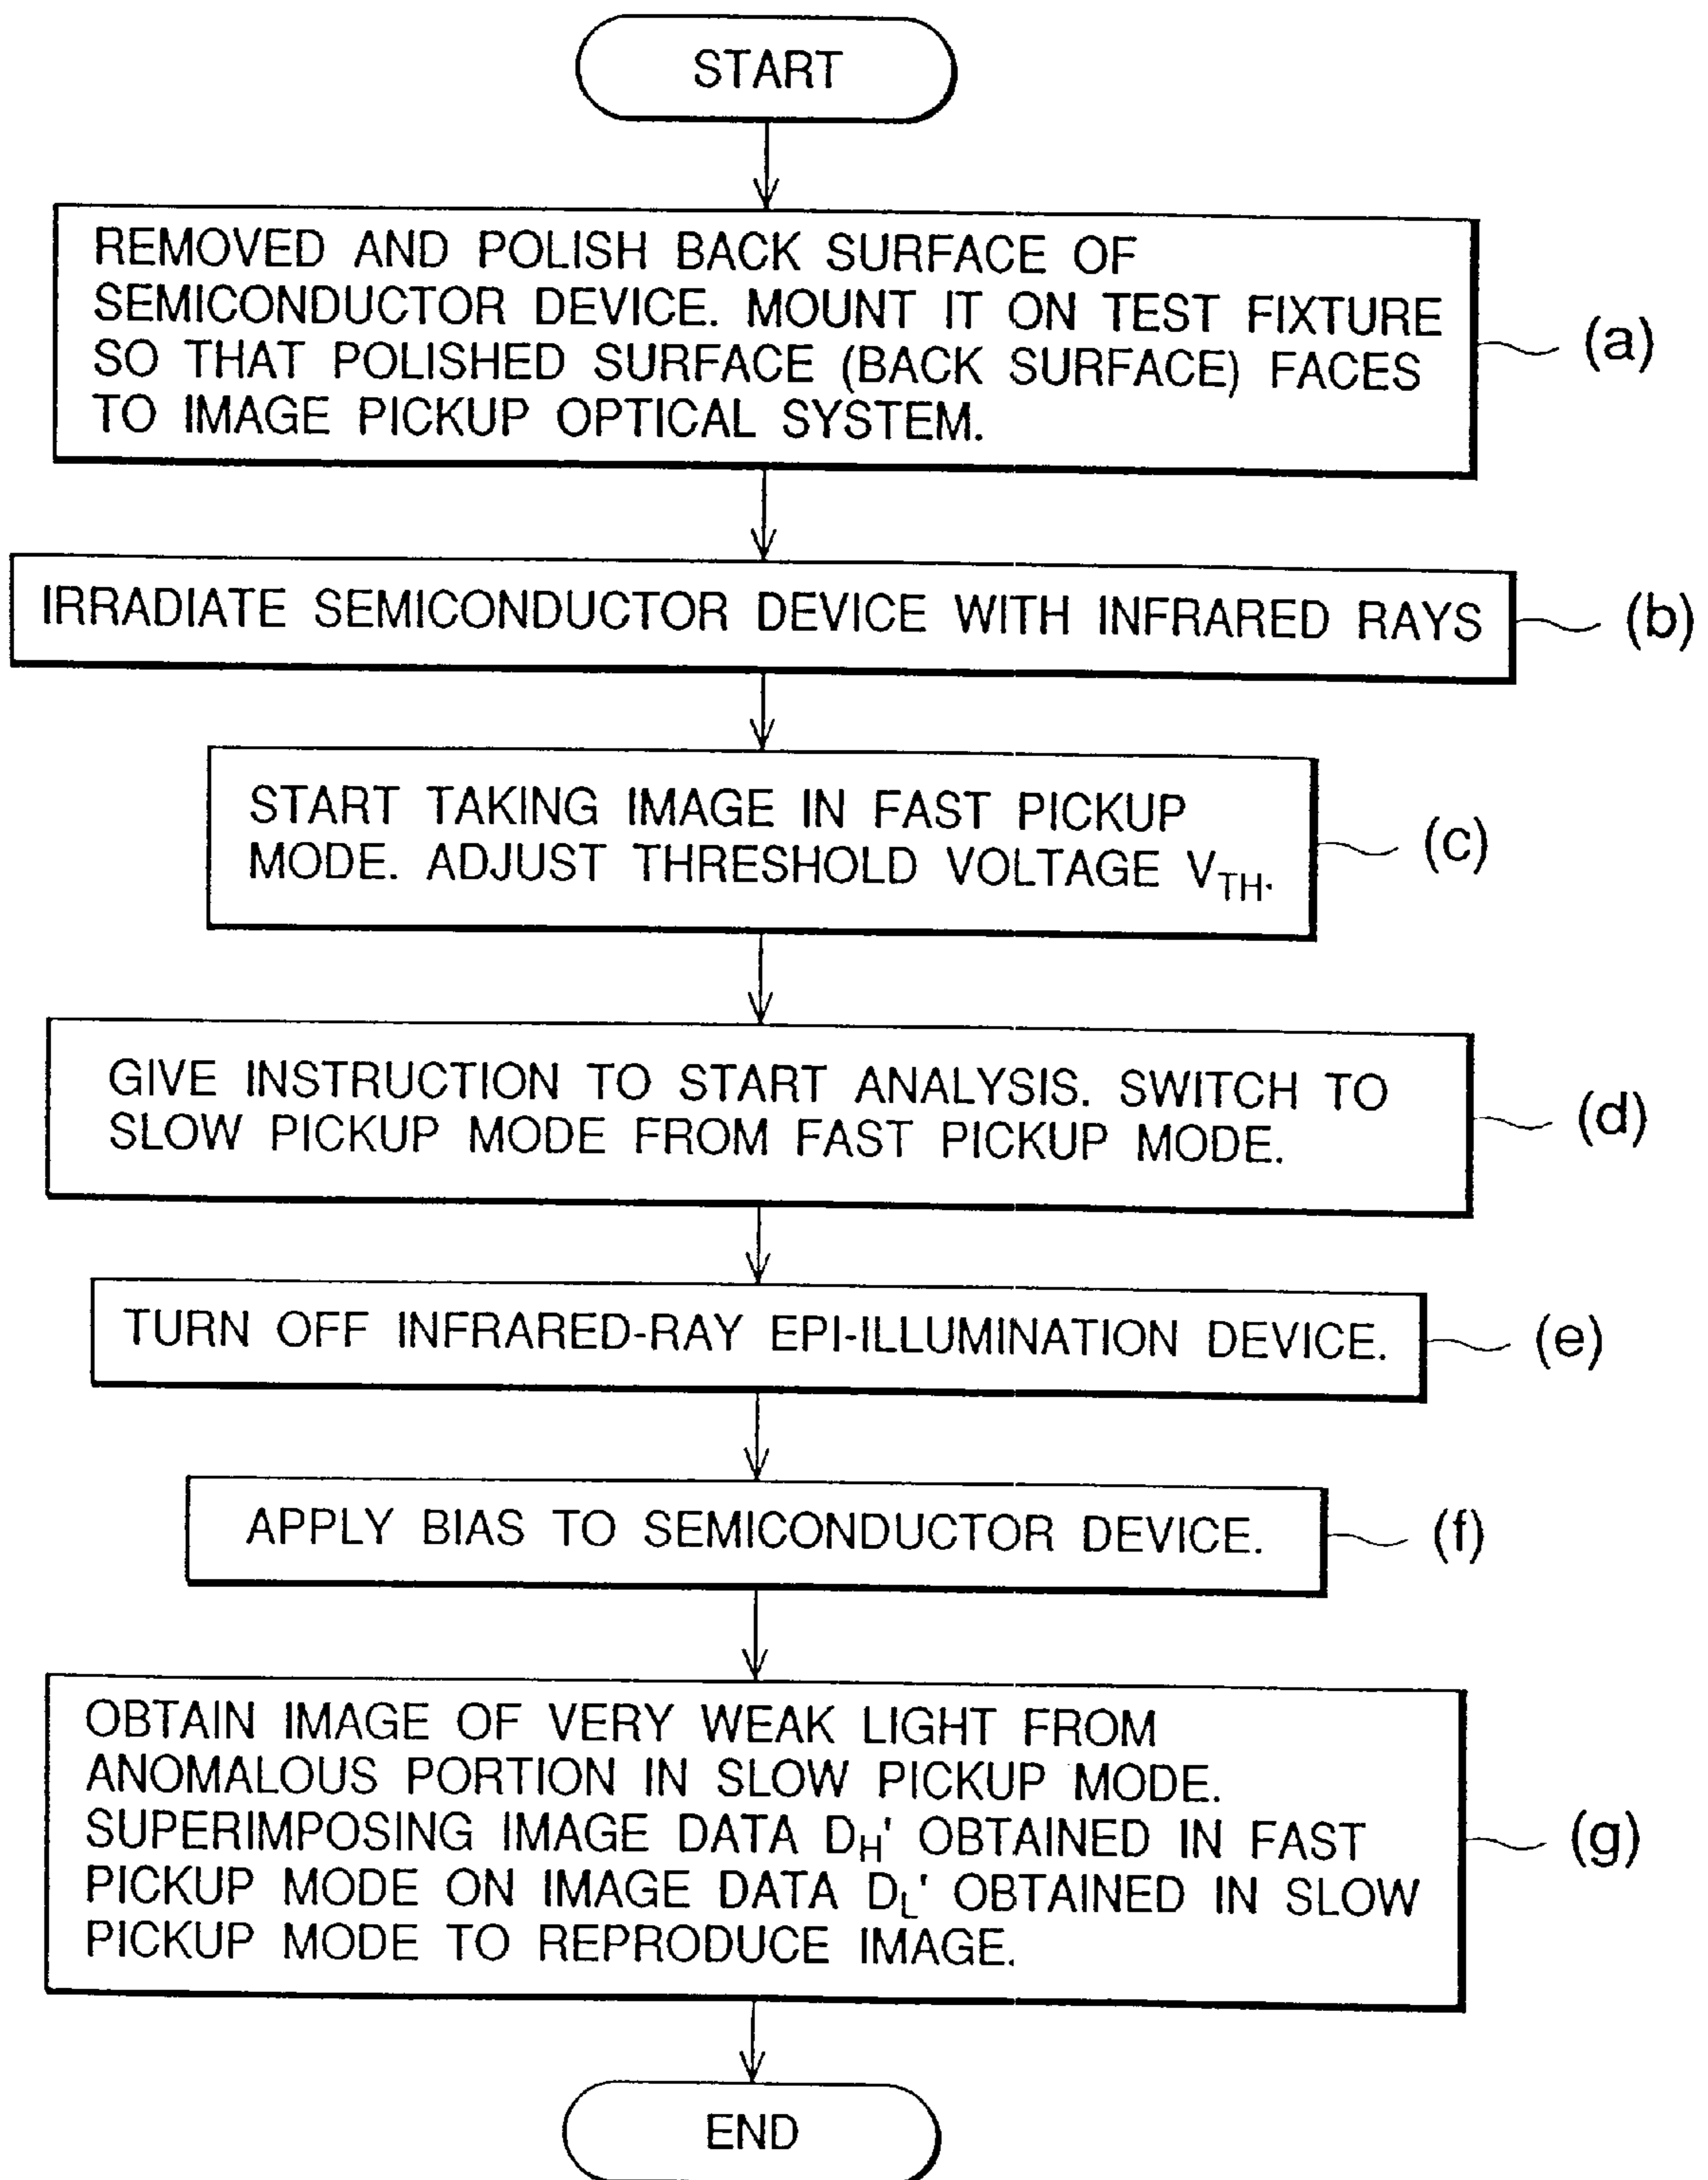 START
REMOVED AND POLISH BACK SURFACE OF
SEMICONDUCTOR DEVICE. MOUNT IT ON TEST FIXTURE
SO THAT POLISHED SURFACE (BACK SURFACE) FACES
TO IMAGE PICKUP OPTICAL SYSTEM.
(a)
IRRADIATE SEMICONDUCTOR DEVICE WITH INFRARED RAYS
(b)
START TAKING IMAGE IN FAST PICKUP
MODE. ADJUST THRESHOLD VOLTAGE VTH.
(c)
GIVE INSTRUCTION TO START ANALYSIS. SWITCH TO
SLOW PICKUP MODE FROM FAST PICKUP MODE.
(d)
TURN OFF INFRARED-RAY EPI-ILLUMINATION DEVICE.
(e)
APPLY BIAS TO SEMICONDUCTOR DEVICE.
(f)
OBTAIN IMAGE OF VERY WEAK LIGHT FROM
ANOMALOUS PORTION IN SLOW PICKUP MODE.
SUPERIMPOSING IMAGE DATA DH' OBTAINED IN FAST
PICKUP MODE ON IMAGE DATA DL' OBTAINED IN SLOW
PICKUP MODE TO REPRODUCE IMAGE.
(g)
END